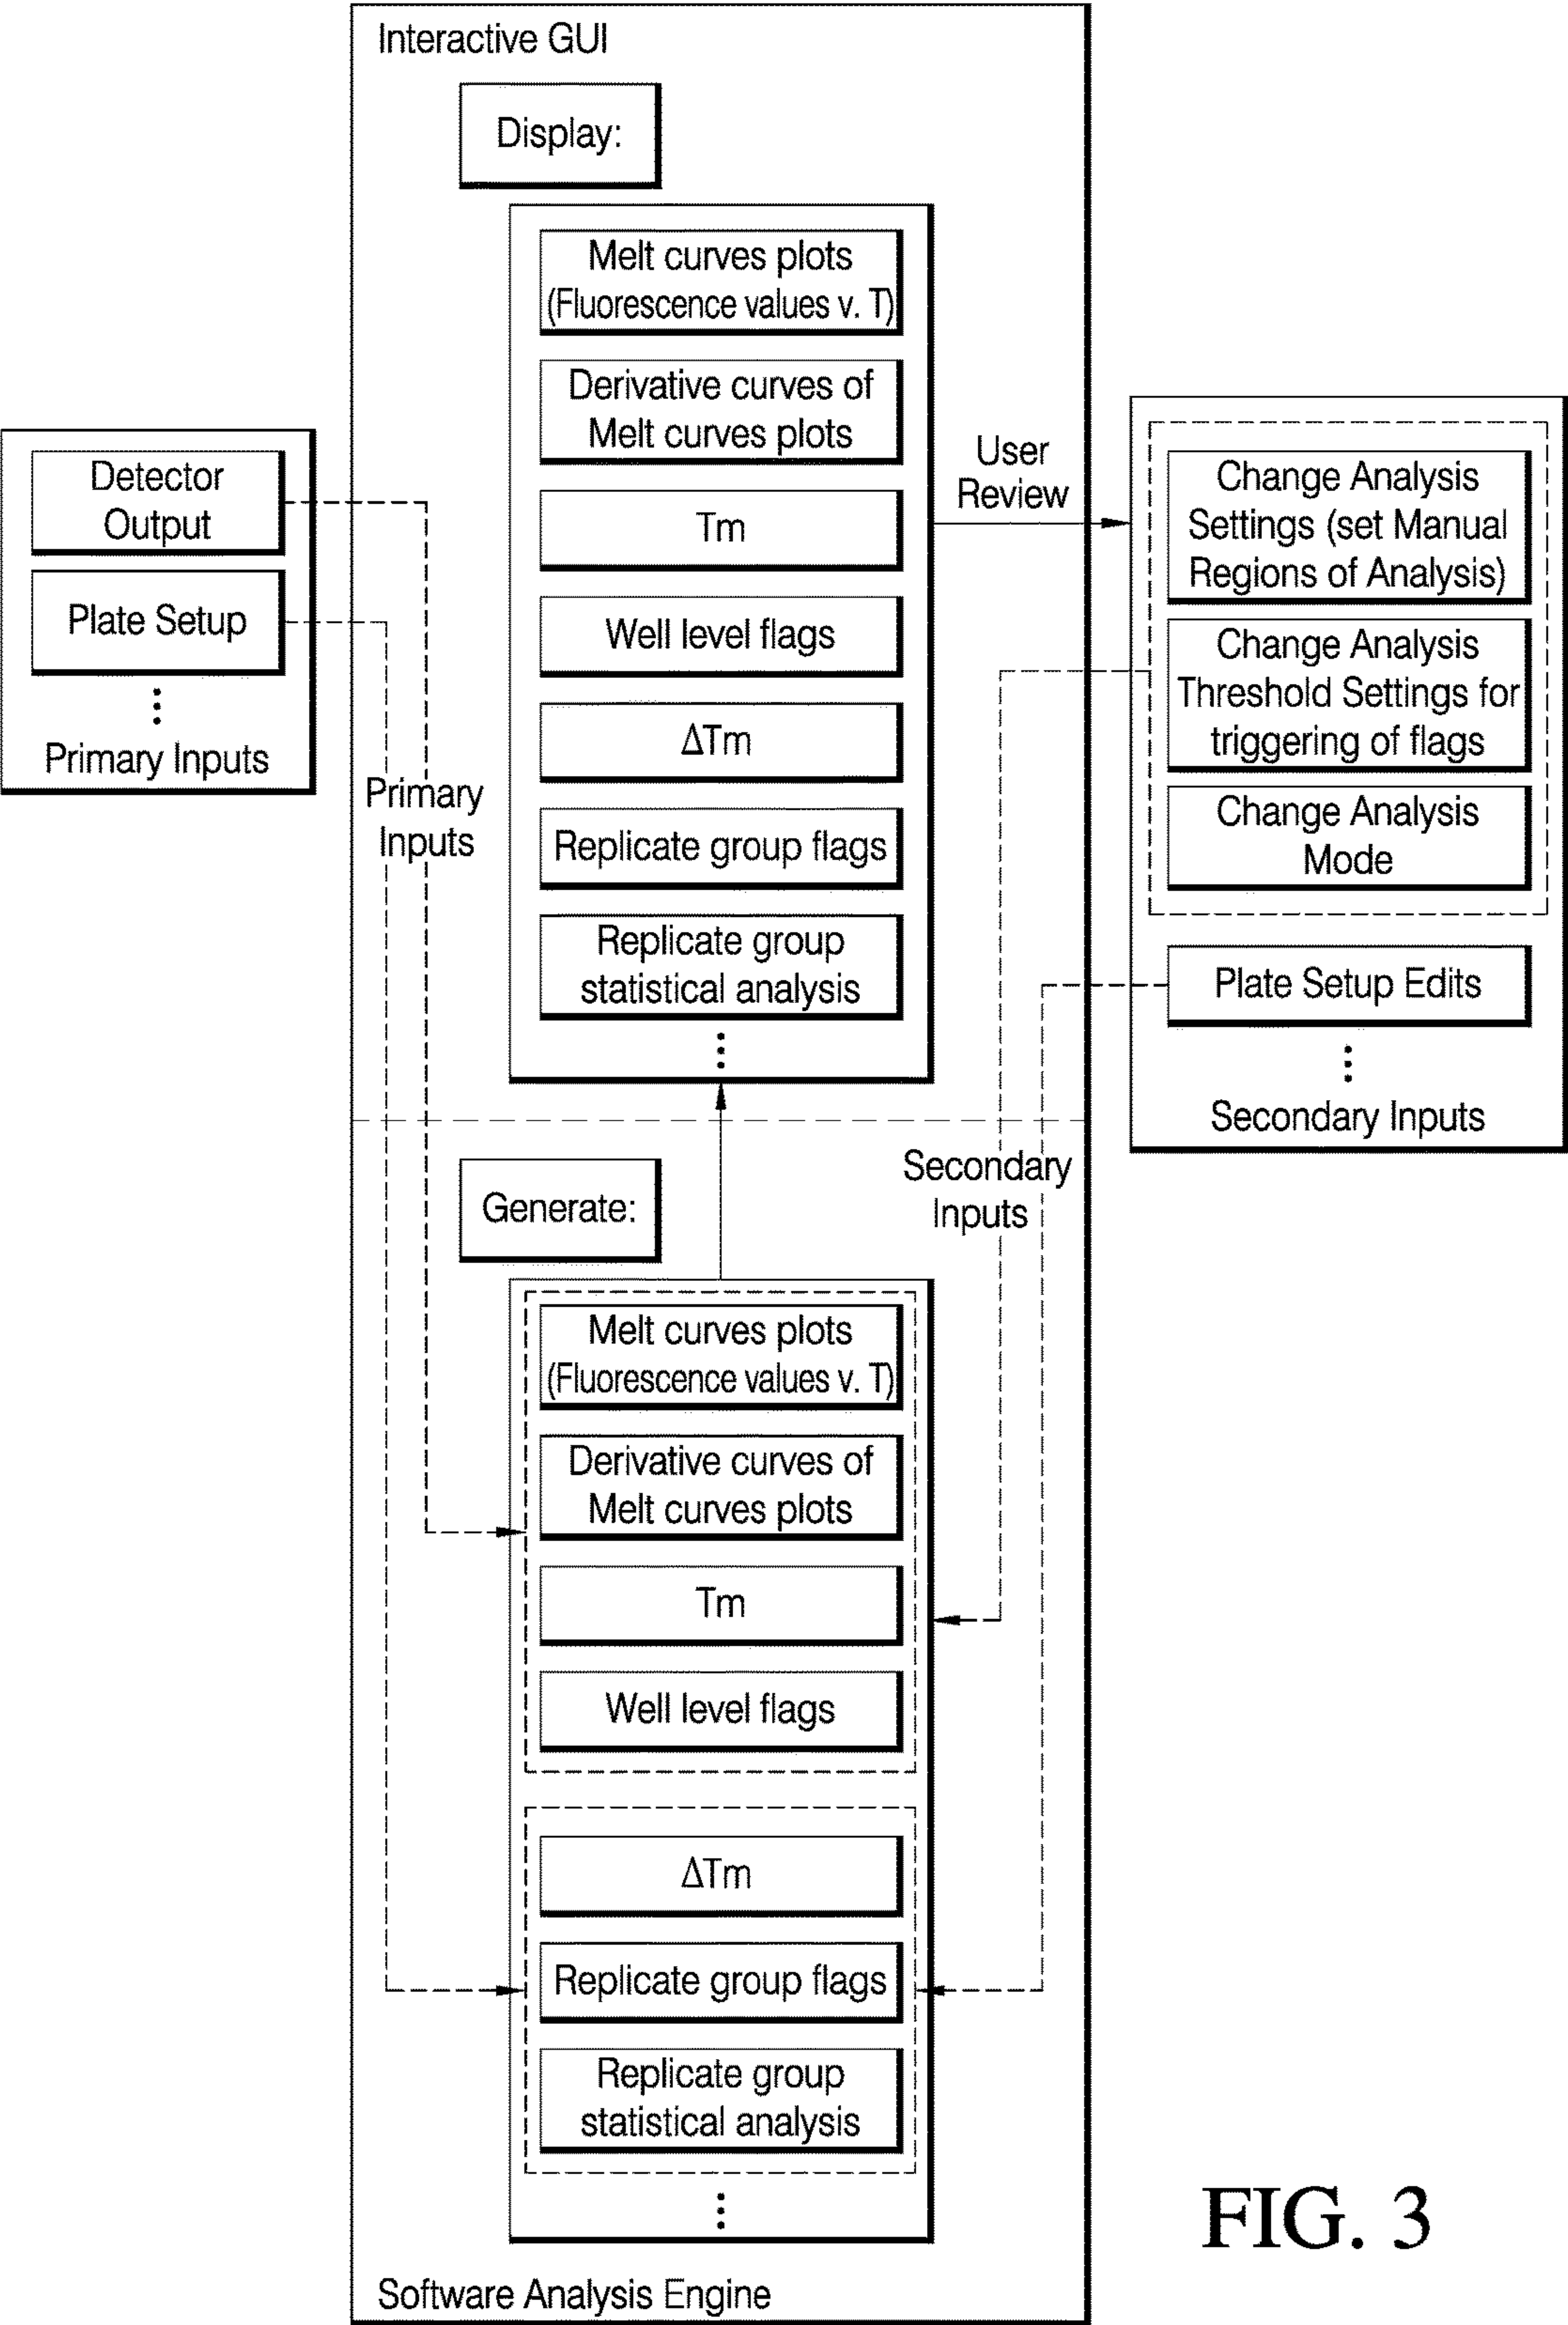 Interactive GUI
Display:
Melt curves plots
(Fluorescence values v. T)
Derivative curves of
Melt curves plots
Tm
Well level flags
ΔTm
Replicate group flags
Replicate group
statistical analysis
⋮
Detector
Output
Plate Setup
⋮
Primary Inputs
Primary
Inputs
User
Review
Change Analysis
Settings (set Manual
Regions of Analysis)
Change Analysis
Threshold Settings for
triggering of flags
Change Analysis
Mode
Plate Setup Edits
⋮
Secondary Inputs
Secondary
Inputs
Generate:
Melt curves plots
(Fluorescence values v. T)
Derivative curves of
Melt curves plots
Tm
Well level flags
ΔTm
Replicate group flags
Replicate group
statistical analysis
⋮
Software Analysis Engine
FIG. 3